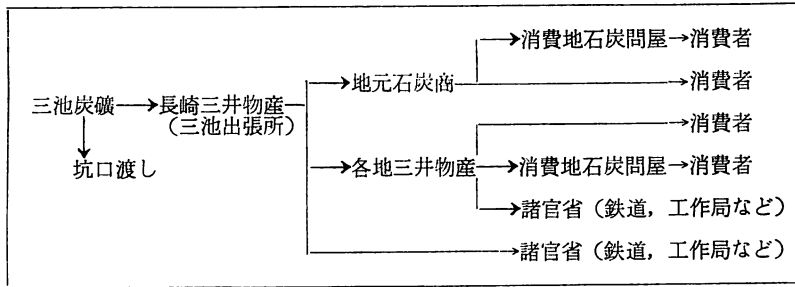 →消費地石炭問屋→消費者
→地元石炭商→消費者
三池炭礦→長崎三井物産
(三池出張所)
→消費者
坑口渡し
→各地三井物産→消費地石炭問屋→消費者
→諸官省(鉄道,工作局など)
→諸官省(鉄道,工作局など)